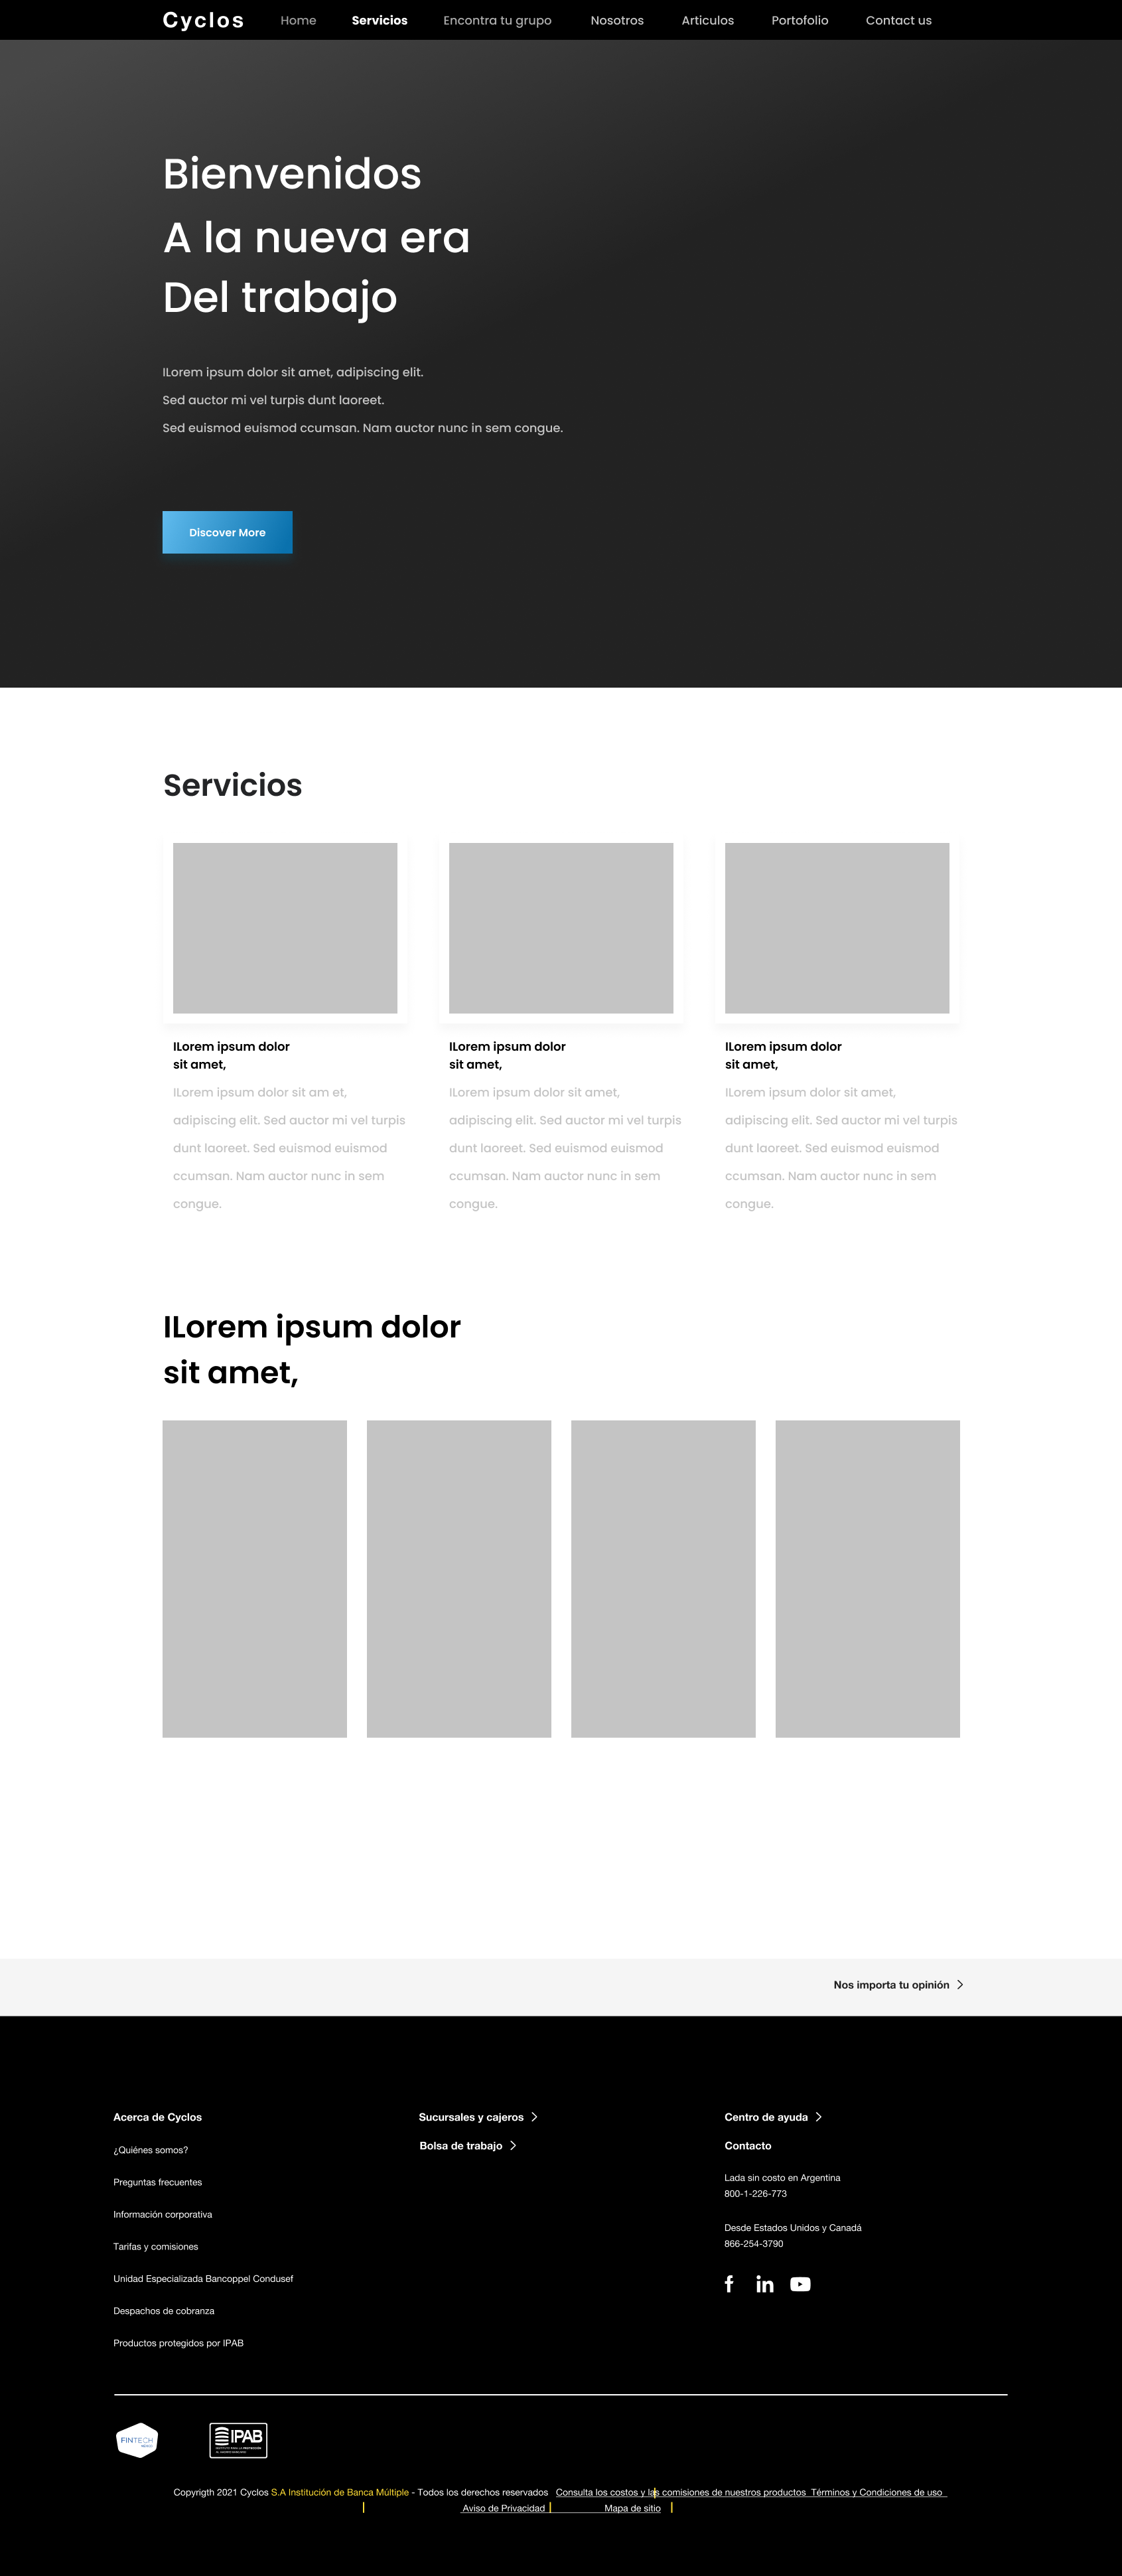 Cyclos Home Servicios Encontra tu grupo Nosotros Articulos Portofolio Contact us
Bienvenidos
A la nueva era
Del trabajo
ILorem ipsum dolor sit amet, adipiscing elit.
Sed auctor mi vel turpis dunt laoreet.
Sed euismod euismod ccumsan. Nam auctor nunc in sem congue.
Discover More
Servicios
ILorem ipsum dolor
sit amet,
ILorem ipsum dolor sit am et,
adipiscing elit. Sed auctor mi vel turpis
dunt laoreet. Sed euismod euismod
ccumsan. Nam auctor nunc in sem
congue.
ILorem ipsum dolor
sit amet,
ILorem ipsum dolor sit amet,
adipiscing elit. Sed auctor mi vel turpis
dunt laoreet. Sed euismod euismod
ccumsan. Nam auctor nunc in sem
congue.
ILorem ipsum dolor
sit amet,
ILorem ipsum dolor sit amet,
adipiscing elit. Sed auctor mi vel turpis
dunt laoreet. Sed euismod euismod
ccumsan. Nam auctor nunc in sem
congue.
ILorem ipsum dolor
sit amet,
Nos importa tu opinión
Acerca de Cyclos
¿Quiénes somos?
Preguntas frecuentes
Información corporativa
Tarifas y comisiones
Unidad Especializada Bancoppel Condusef
Despachos de cobranza
Productos protegidos por IPAB
Sucursales y cajeros
Bolsa de trabajo
Centro de ayuda
Contacto
Lada sin costo en Argentina
800-1-226-773
Desde Estados Unidos y Canadá
866-254-3790
FINTECH
IPAB
Copyrigth 2021 Cyclos S.A Institución de Banca Múltiple - Todos los derechos reservados Consulta los costos y las comisiones de nuestros productos Términos y Condiciones de uso
Aviso de Privacidad Mapa de sitio